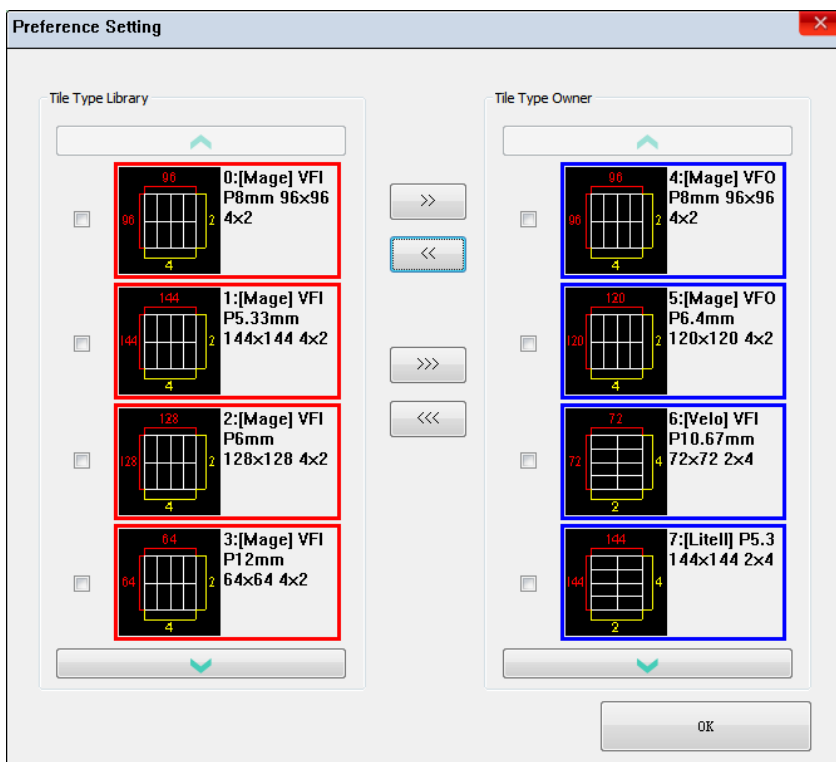 Preference Setting
Tile Type Library
96
96
2
4
0:[Mage] VFI
P8mm 96x96
4x2
144
144
2
4
1:[Mage] VFI
P5.33mm
144x144 4x2
128
128
2
4
2:[Mage] VFI
P6mm
128x128 4x2
64
64
2
4
3:[Mage] VFI
P12mm
64x64 4x2
>>
<<
>>>
<<<
Tile Type Owner
96
96
2
4
4:[Mage] VFO
P8mm 96x96
4x2
120
120
2
4
5:[Mage] VFO
P6.4mm
120x120 4x2
72
72
4
2
6:[Velo] VFI
P10.67mm
72x72 2x4
144
144
4
2
7:[Litell] P5.3
144x144 2x4
OK